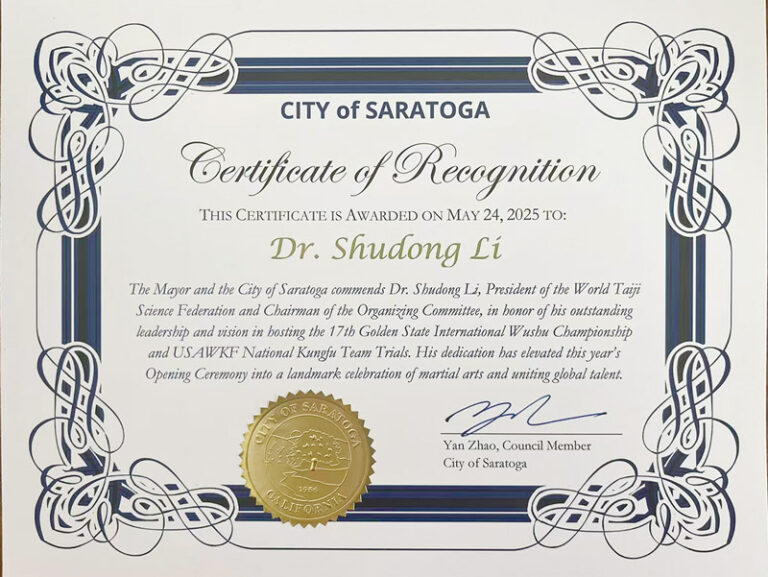 CITY of SARATOGA
Certificate of Recognition
THIS CERTIFICATE IS AWARDED ON MAY 24, 2025 TO:
Dr. Shudong Li
The Mayor and the City of Saratoga commends Dr. Shudong Li, President of the World Taiji
Science Federation and Chairman of the Organizing Committee, in honor of his outstanding
leadership and vision in hosting the 17th Golden State International Wushu Championship
and USAWKF National Kungfu Team Trials. His dedication has elevated this year's
Opening Ceremony into a landmark celebration of martial arts and uniting global talent.
Yan Zhao, Council Member
City of Saratoga
CITY OF SARATOGA
1956
CALIFORNIA